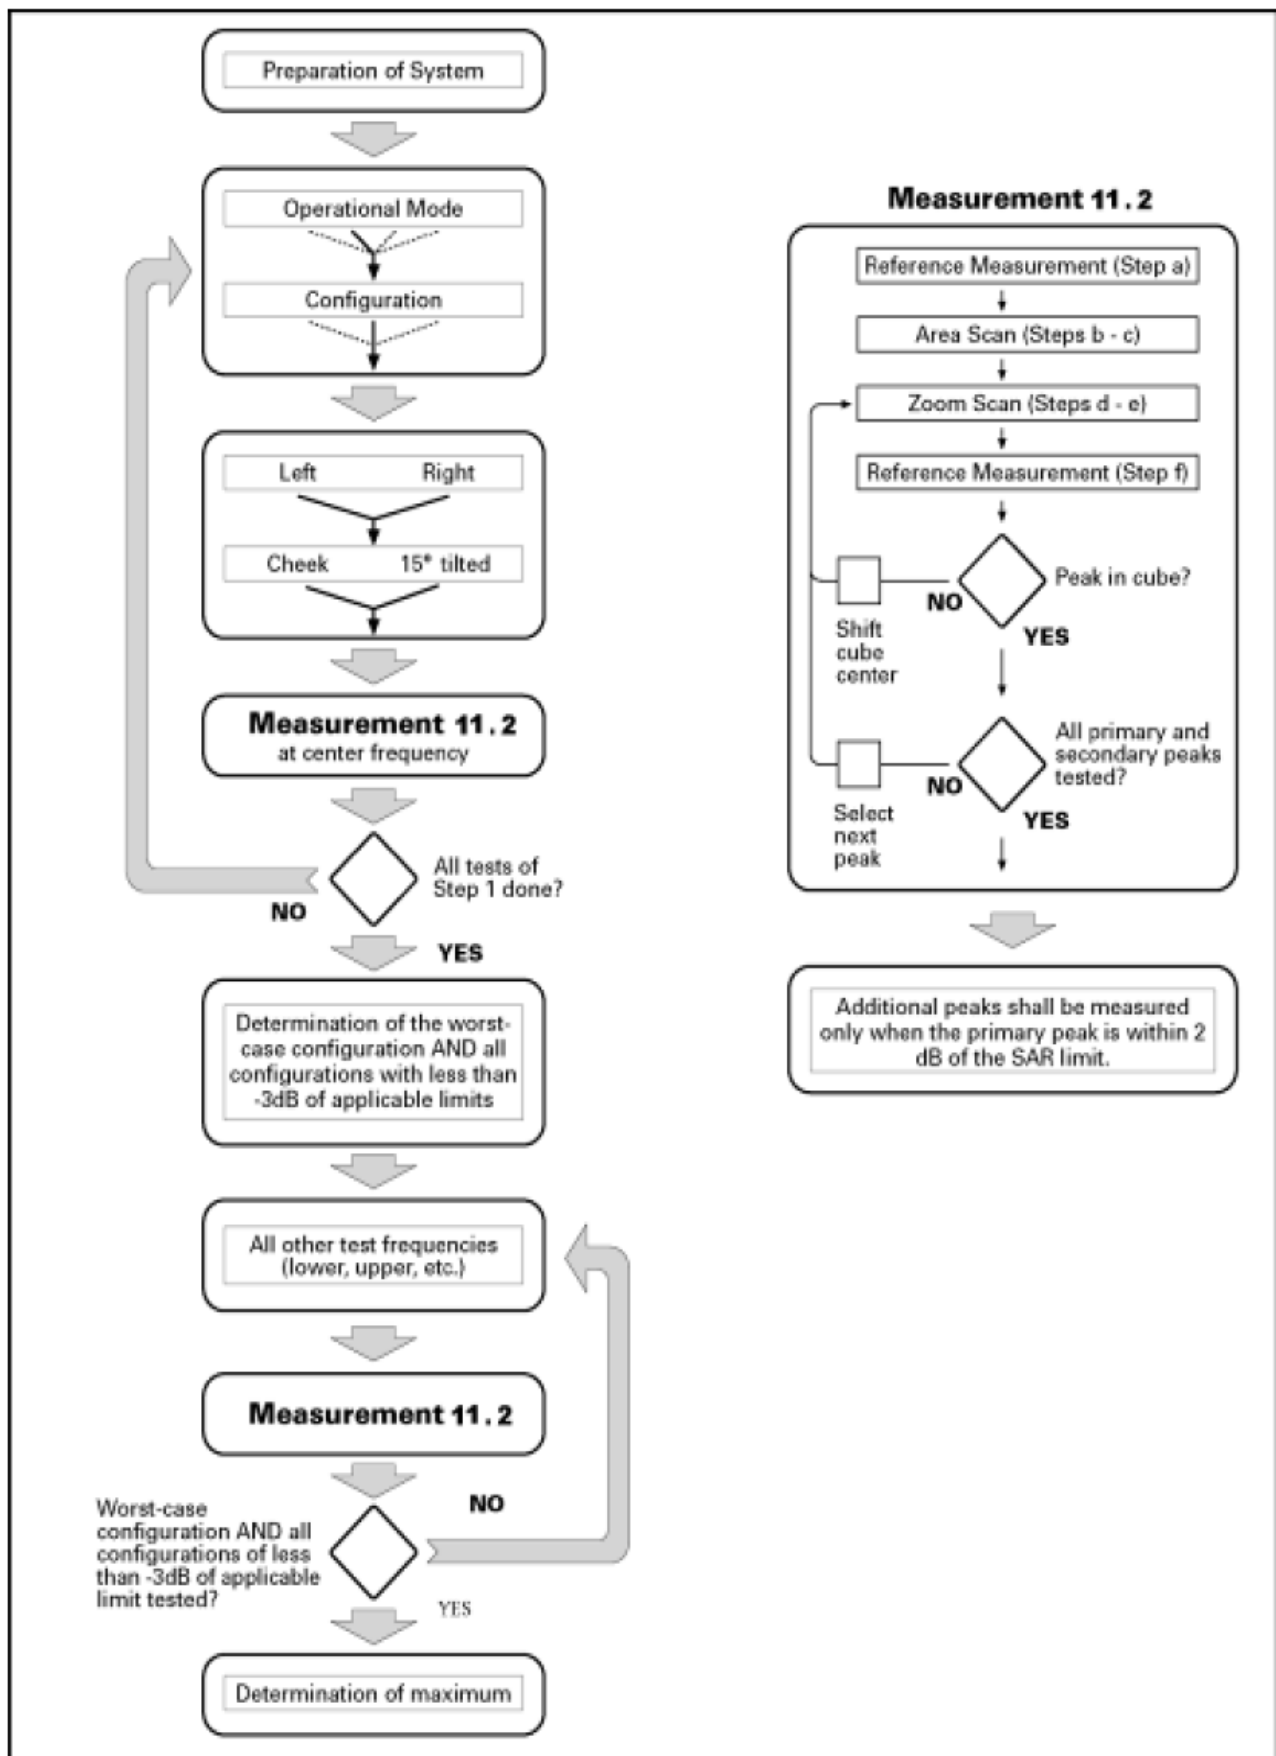 Preparation of System
Operational Mode
Configuration
Left Right
Cheek 15° tilted
Measurement 11.2
at center frequency
All tests of
Step 1 done?
NO
YES
Determination of the worst-
case configuration AND all
configurations with less than
-3dB of applicable limits
All other test frequencies
(lower, upper, etc.)
Measurement 11.2
NO
Worst-case
configuration AND all
configurations of less
than -3dB of applicable
limit tested?
YES
Determination of maximum
Measurement 11.2
Reference Measurement (Step a)
Area Scan (Steps b - c)
Zoom Scan (Steps d - e)
Reference Measurement (Step f)
Peak in cube?
NO
YES
Shift
cube
center
All primary and
secondary peaks
tested?
NO
YES
Select
next
peak
Additional peaks shall be measured
only when the primary peak is within 2
dB of the SAR limit.